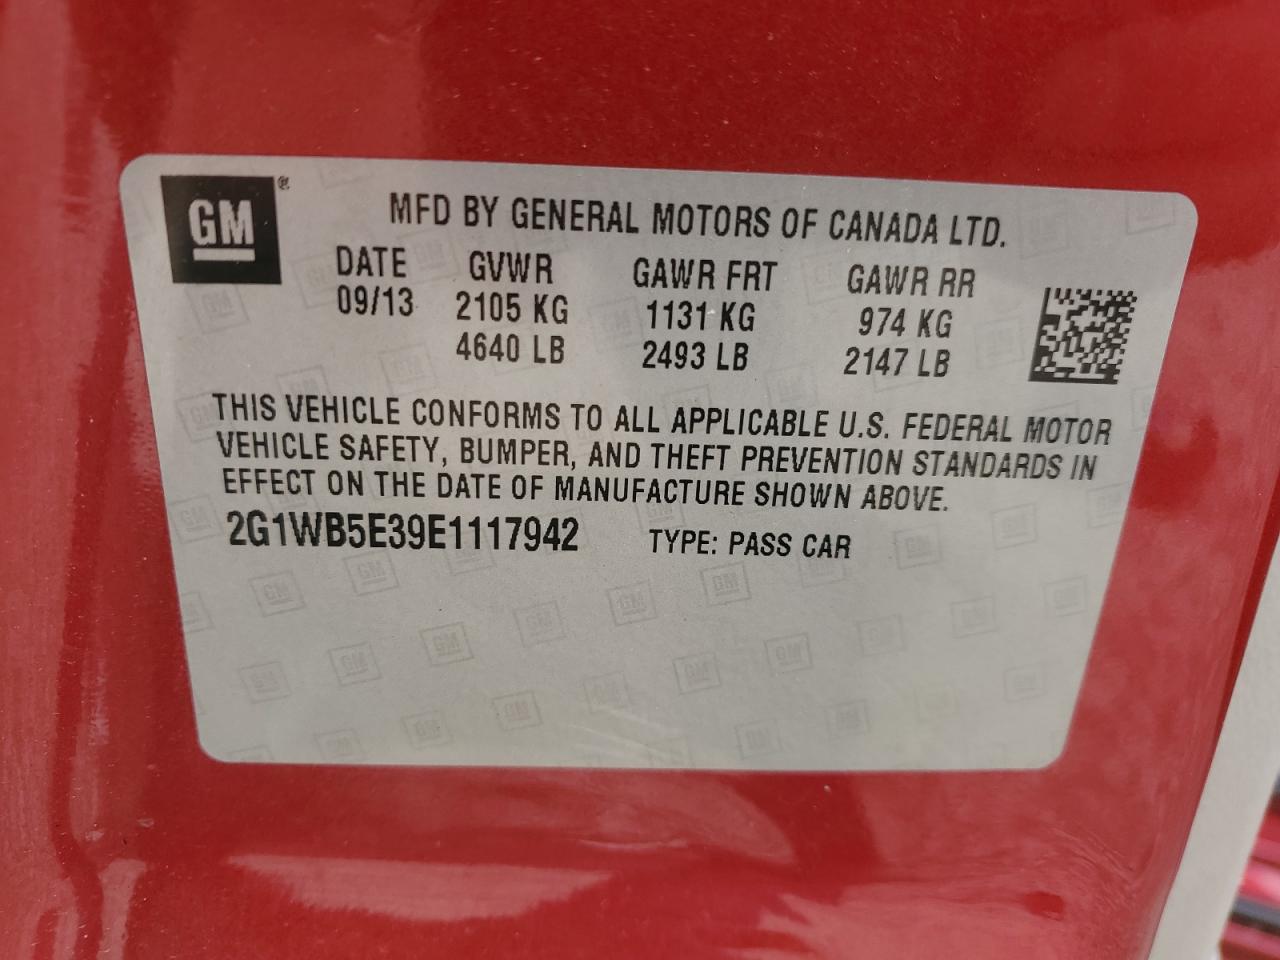 GM®
MFD BY GENERAL MOTORS OF CANADA LTD.
DATE GVWR GAWR FRT GAWR RR
09/13 2105 KG 1131 KG 974 KG
4640 LB 2493 LB 2147 LB
THIS VEHICLE CONFORMS TO ALL APPLICABLE U.S. FEDERAL MOTOR
VEHICLE SAFETY, BUMPER, AND THEFT PREVENTION STANDARDS IN
EFFECT ON THE DATE OF MANUFACTURE SHOWN ABOVE.
2G1WB5E39E1117942 TYPE: PASS CAR